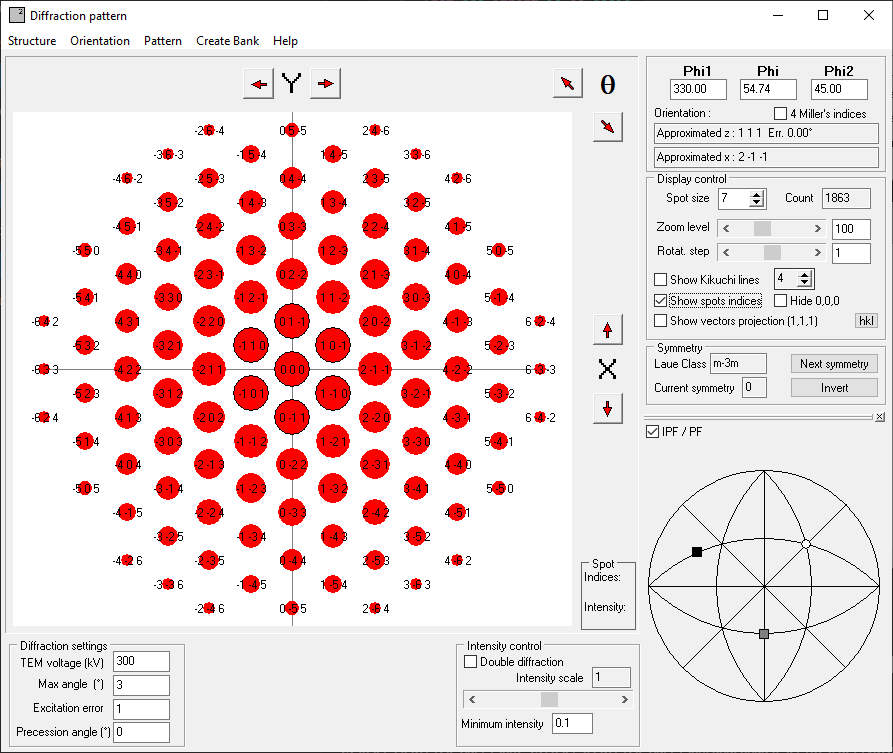 Diffraction pattern
Structure Orientation Pattern Create Bank Help
Y
θ
-2 6 -4 0 5 -5 2 4 -6
-3 6 -3 -1 5 -4 1 4 -5 3 3 -6
-4 6 -2 -2 5 -3 0 4 -4 2 3 -5 4 2 -6
-3 5 -2 -1 4 -3 1 3 -4 3 2 -5
-4 5 -1 -2 4 -2 0 3 -3 2 2 -4 4 1 -5
-5 5 0 -3 4 -1 -1 3 -2 1 2 -3 3 1 -4 5 0 -5
-4 4 0 -2 3 -1 0 2 -2 2 1 -3 4 0 -4
-5 4 1 -3 3 0 -1 2 -1 1 1 -2 3 0 -3 5 -1 -4
-6 4 2 -4 3 1 -2 2 0 0 1 -1 2 0 -2 4 -1 -3 6 -2 -4
-5 3 2 -3 2 1 -1 1 0 1 0 -1 3 -1 -2 5 -2 -3
-6 3 3 -4 2 2 -2 1 1 0 0 0 2 -1 -1 4 -2 -2 6 -3 -3
-5 2 3 -3 1 2 -1 0 1 1 -1 0 3 -2 -1 5 -3 -2
-6 2 4 -4 1 3 -2 0 2 0 -1 1 2 -2 0 4 -3 -1 6 -4 -2
-5 1 4 -3 0 3 -1 -1 2 1 -2 1 3 -3 0 5 -4 -1
-4 0 4 -2 -1 3 0 -2 2 2 -3 1 4 -4 0
-5 0 5 -3 -1 4 -1 -2 3 1 -3 2 3 -4 1 5 -5 0
-4 -1 5 -2 -2 4 0 -3 3 2 -4 2 4 -5 1
-3 -2 5 -1 -3 4 1 -4 3 3 -5 2
-4 -2 6 -2 -3 5 0 -4 4 2 -5 3 4 -6 2
-3 -3 6 -1 -4 5 1 -5 4 3 -6 3
-2 -4 6 0 -5 5 2 -6 4
X
Spot
Indices:
Intensity:
Phi1 Phi Phi2
330.00 54.74 45.00
Orientation : 4 Miller's indices
Approximated z : 1 1 1 Err. 0.00°
Approximated x : 2 -1 -1
Display control
Spot size 7 Count 1863
Zoom level 100
Rotat. step 1
Show Kikuchi lines 4
Show spots indices Hide 0,0,0
Show vectors projection (1,1,1) hkl
Symmetry
Laue Class m-3m Next symmetry
Current symmetry 0 Invert
IPF / PF
Diffraction settings
TEM voltage (kV) 300
Max angle (°) 3
Excitation error 1
Precession angle (°) 0
Intensity control
Double diffraction
Intensity scale 1
Minimum intensity 0.1